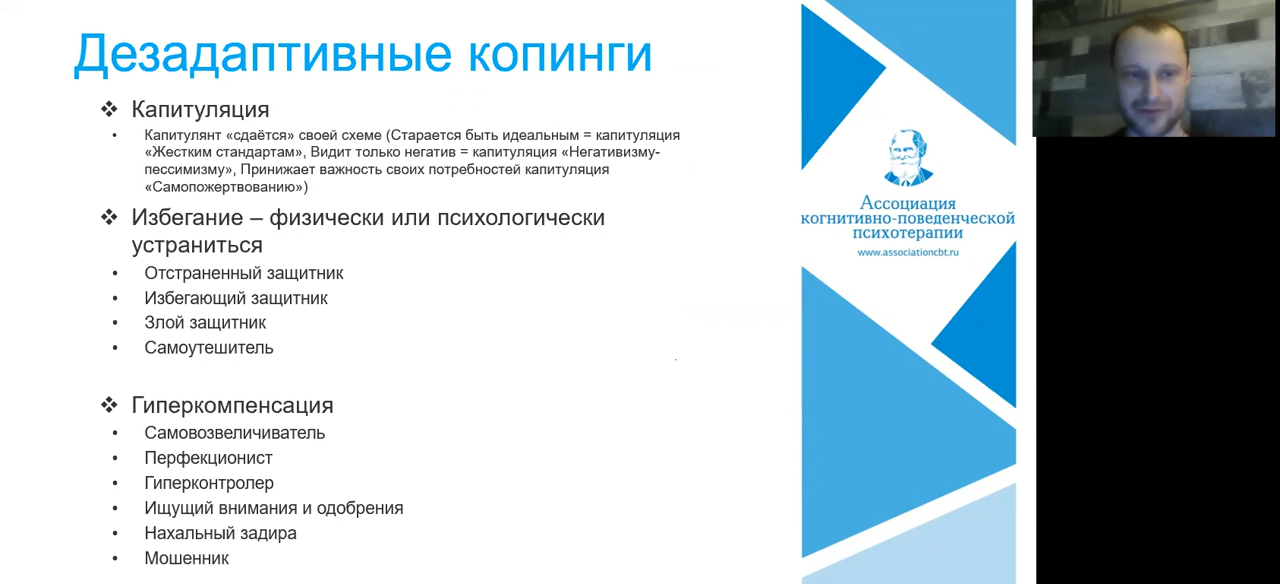 Дезадаптивные копинги
❖ Капитуляция
• Капитулянт «сдаётся» своей схеме (Старается быть идеальным = капитуляция
«Жестким стандартам», Видит только негатив = капитуляция «Негативизму-
пессимизму», Принижает важность своих потребностей капитуляция
«Самопожертвованию»)
❖ Избегание – физически или психологически
устраниться
• Отстраненный защитник
• Избегающий защитник
• Злой защитник
• Самоутешитель
❖ Гиперкомпенсация
• Самовозвеличиватель
• Перфекционист
• Гиперконтролер
• Ищущий внимания и одобрения
• Нахальный задира
• Мошенник
Ассоциация
когнитивно-поведенческой
психотерапии
www.associationcbt.ru